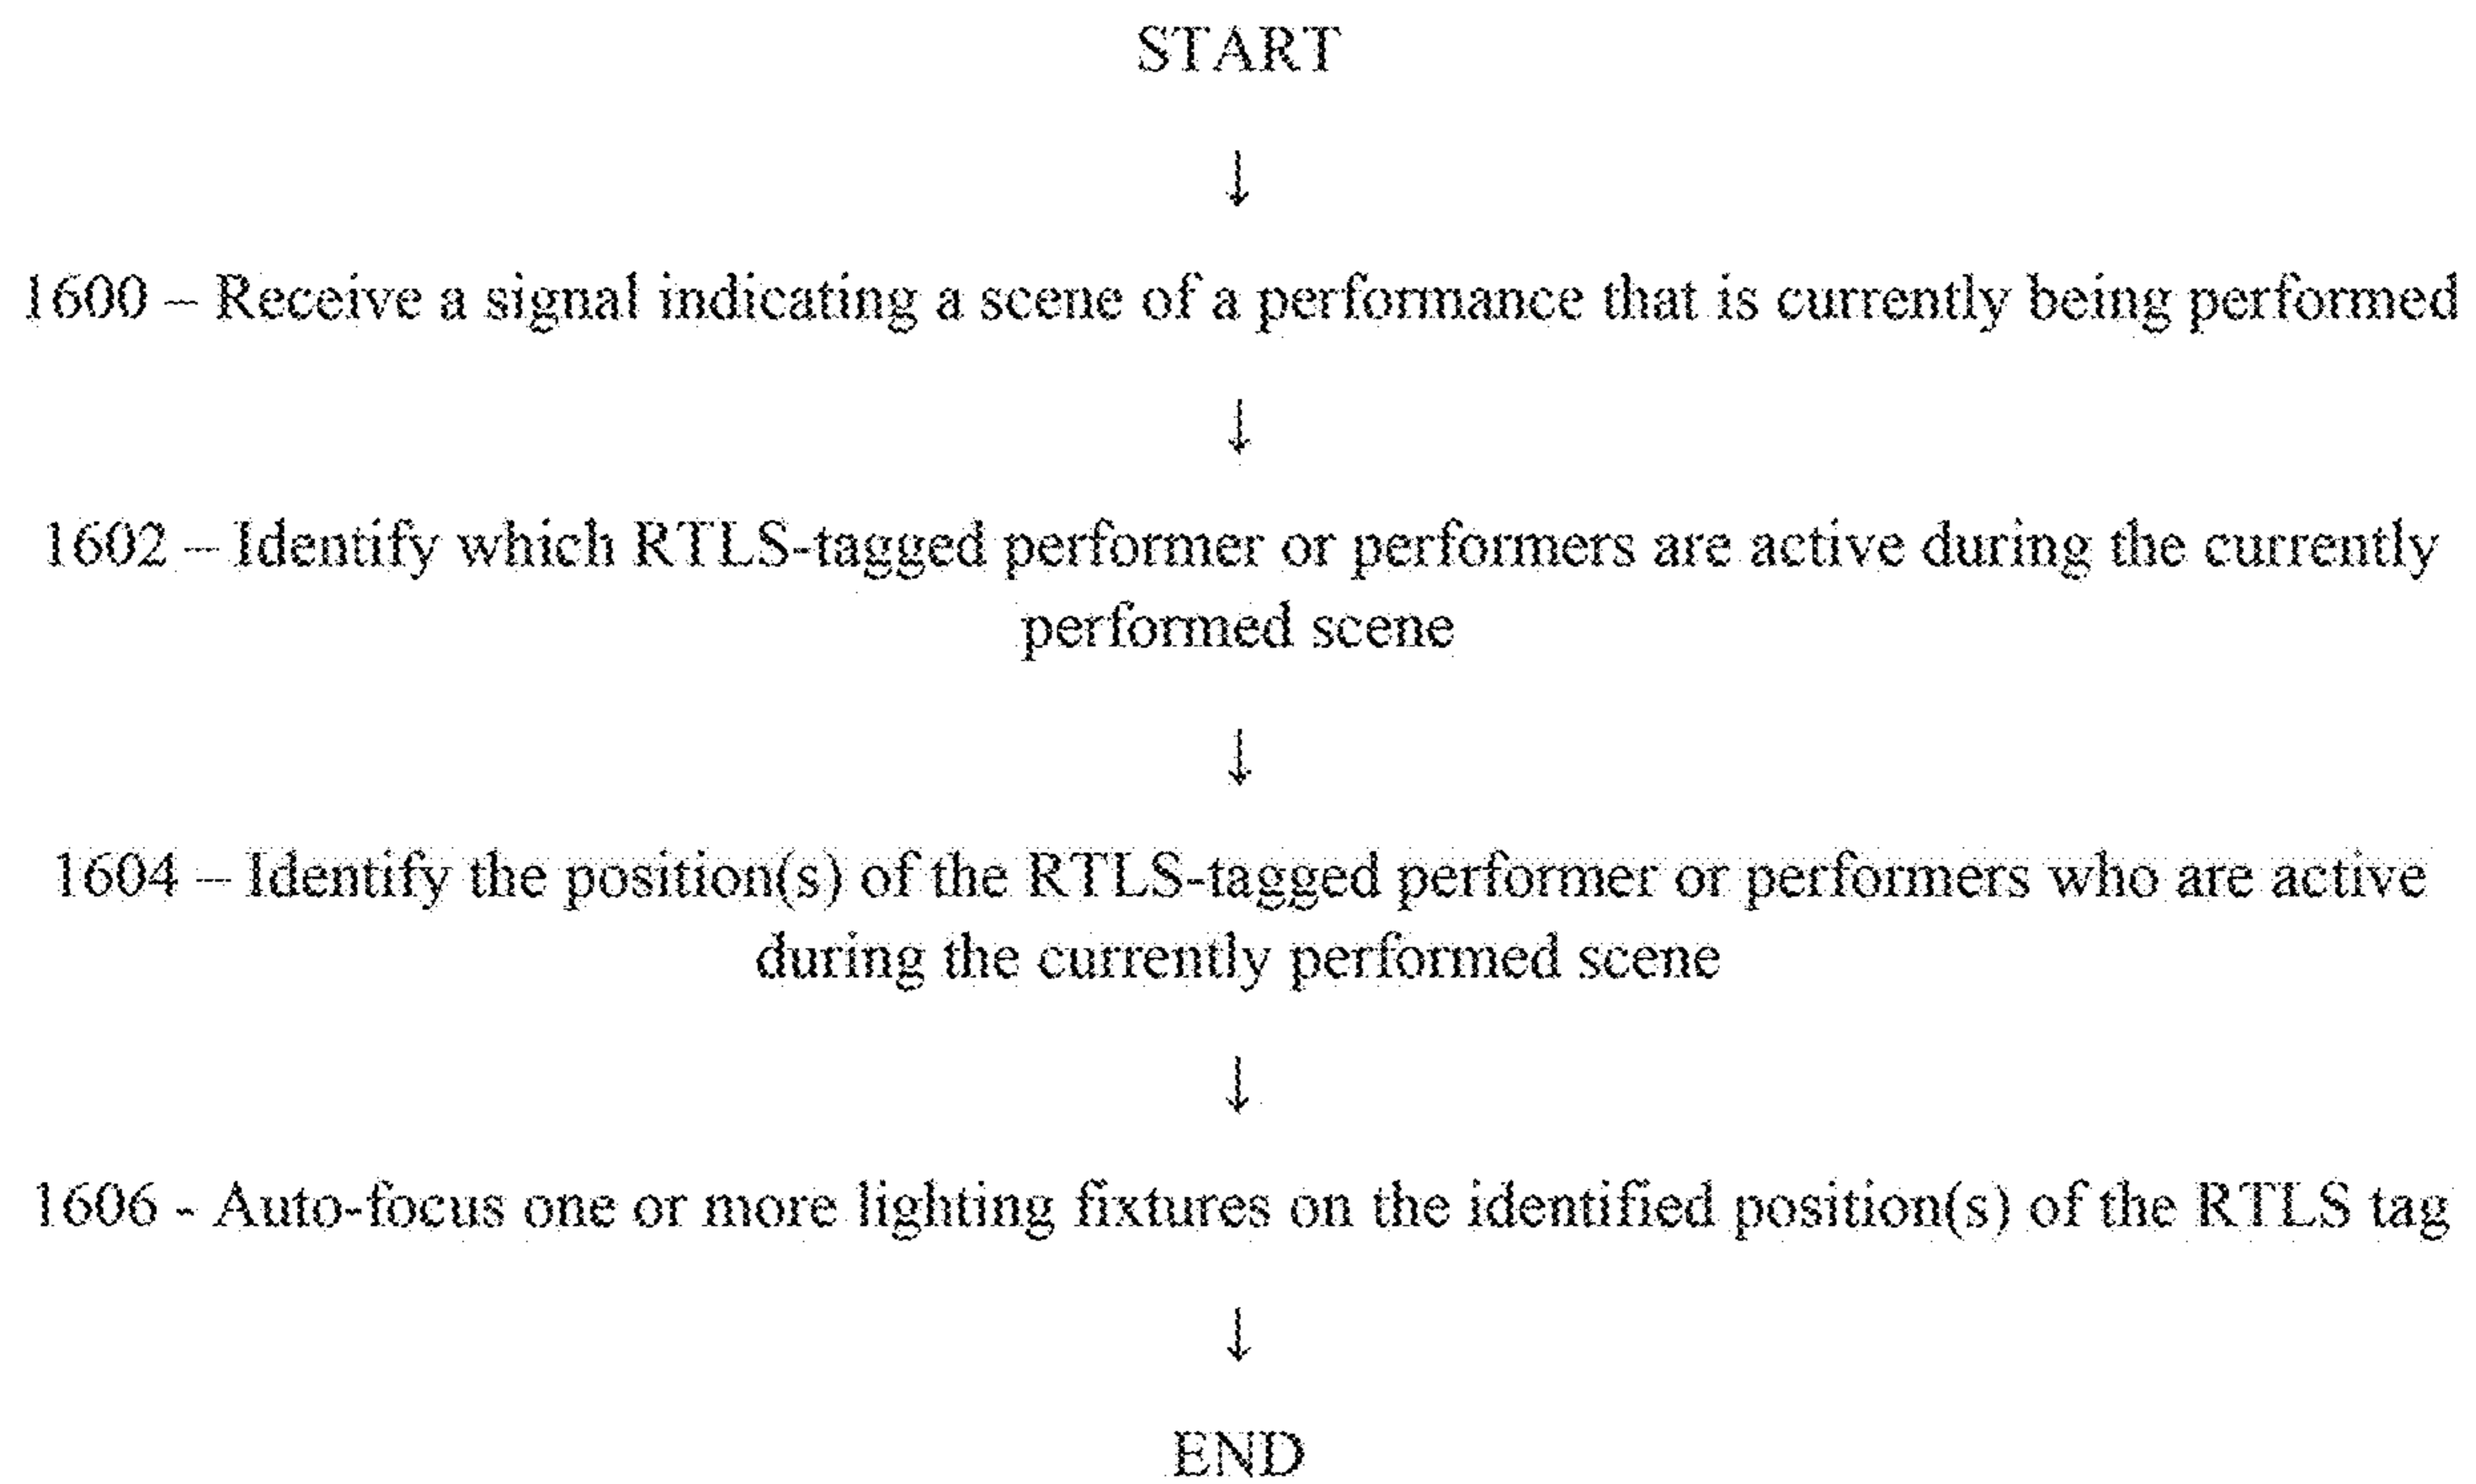 START
↓
1600 – Receive a signal indicating a scene of a performance that is currently being performed
↓
1602 – Identify which RTLS-tagged performer or performers are active during the currently
performed scene
↓
1604 – Identify the position(s) of the RTLS-tagged performer or performers who are active
during the currently performed scene
↓
1606 - Auto-focus one or more lighting fixtures on the identified position(s) of the RTLS tag
↓
END